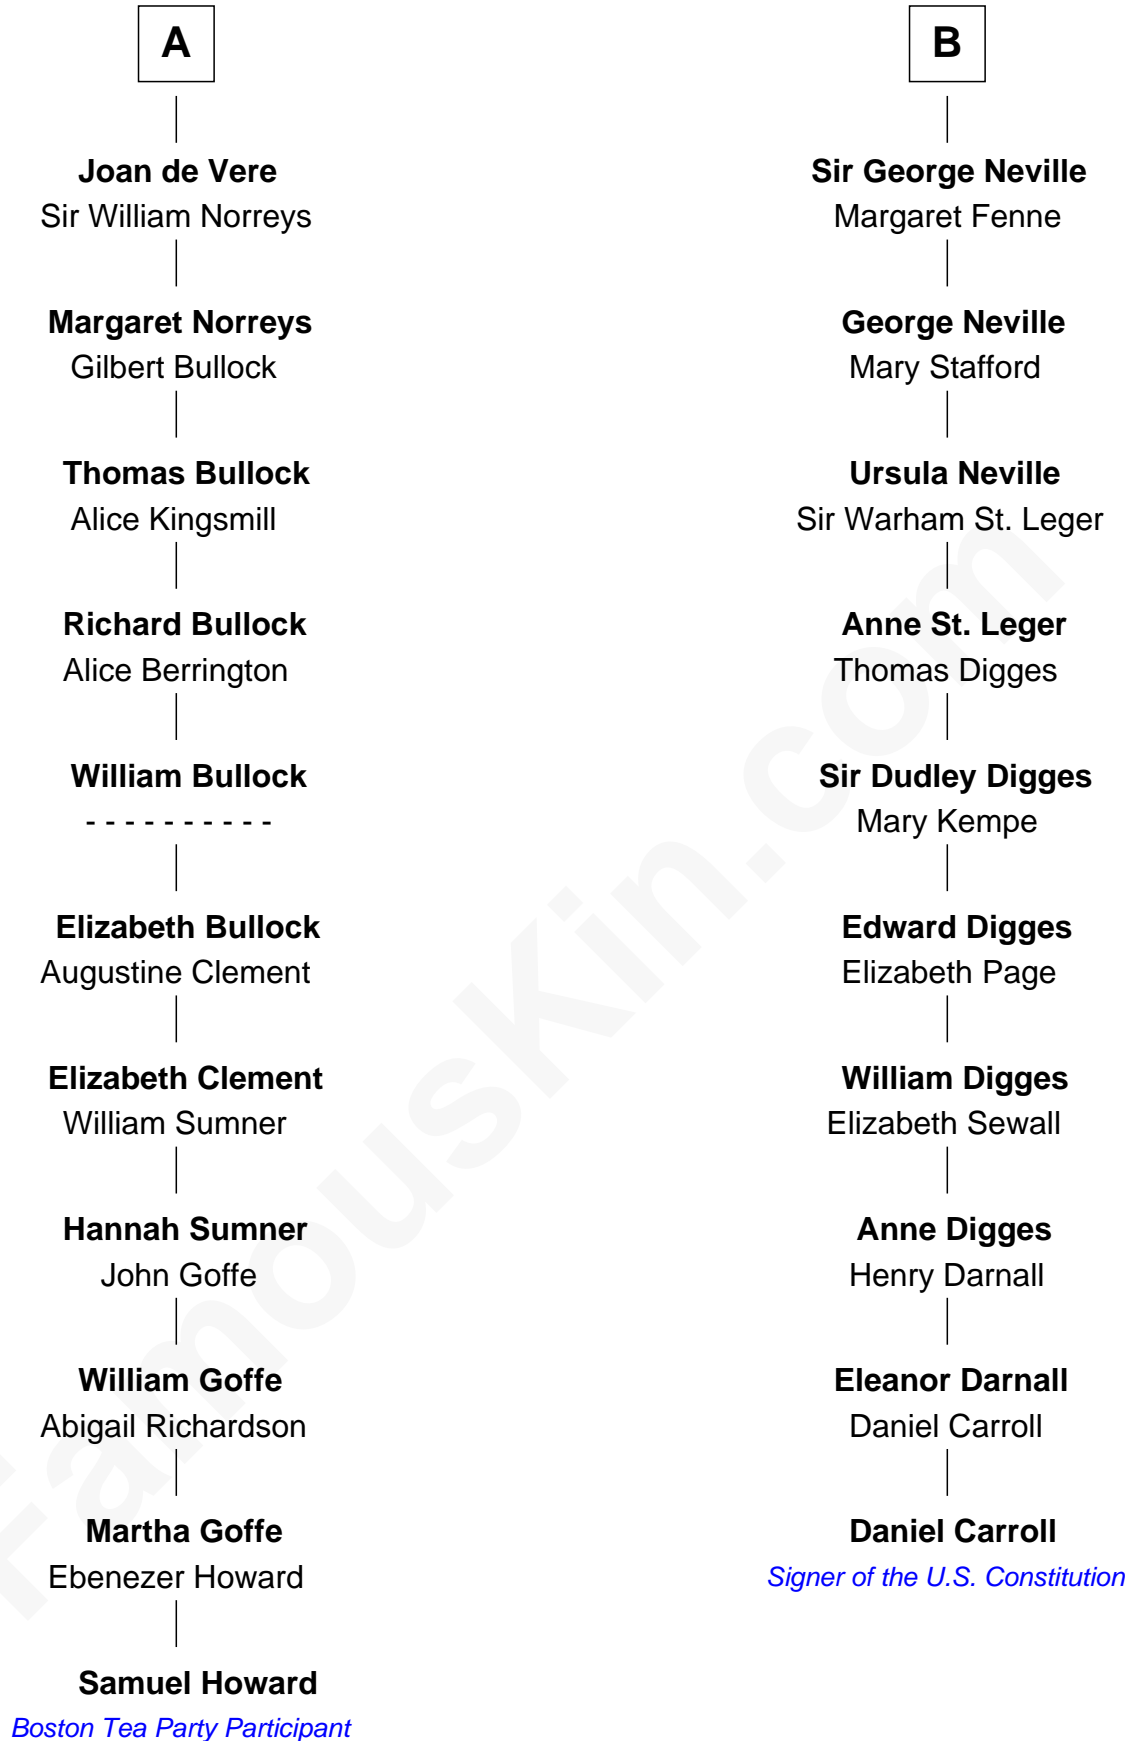 A
Joan de Vere
Sir William Norreys
Margaret Norreys
Gilbert Bullock
Thomas Bullock
Alice Kingsmill
Richard Bullock
Alice Berrington
William Bullock
- - - - - - - - - -
Elizabeth Bullock
Augustine Clement
Elizabeth Clement
William Sumner
Hannah Sumner
John Goffe
William Goffe
Abigail Richardson
Martha Goffe
Ebenezer Howard
Samuel Howard
Boston Tea Party Participant
B
Sir George Neville
Margaret Fenne
George Neville
Mary Stafford
Ursula Neville
Sir Warham St. Leger
Anne St. Leger
Thomas Digges
Sir Dudley Digges
Mary Kempe
Edward Digges
Elizabeth Page
William Digges
Elizabeth Sewall
Anne Digges
Henry Darnall
Eleanor Darnall
Daniel Carroll
Daniel Carroll
Signer of the U.S. Constitution
FamousKin.com